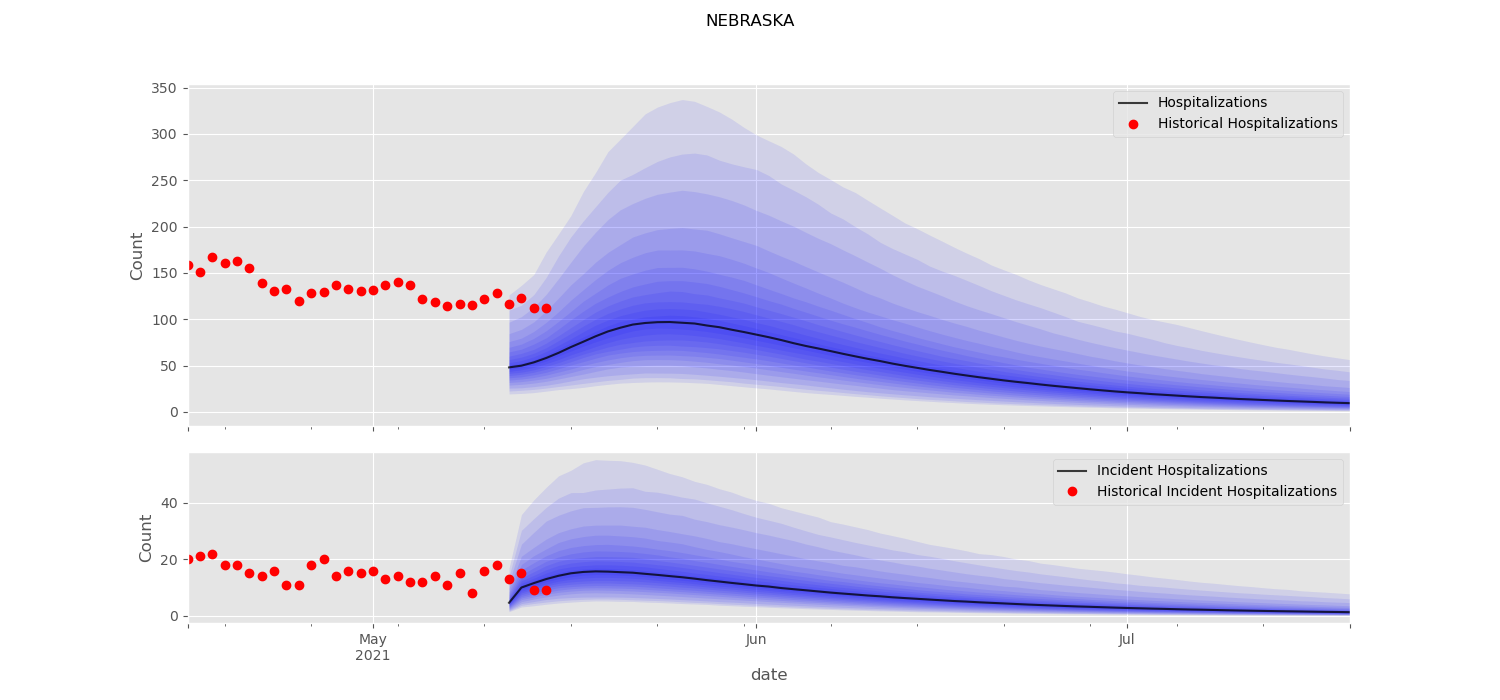 NEBRASKA
350
300
250
200
150
100
50
0
Count
Hospitalizations
Historical Hospitalizations
40
20
0
Count
Incident Hospitalizations
Historical Incident Hospitalizations
May
2021
Jun
Jul
date